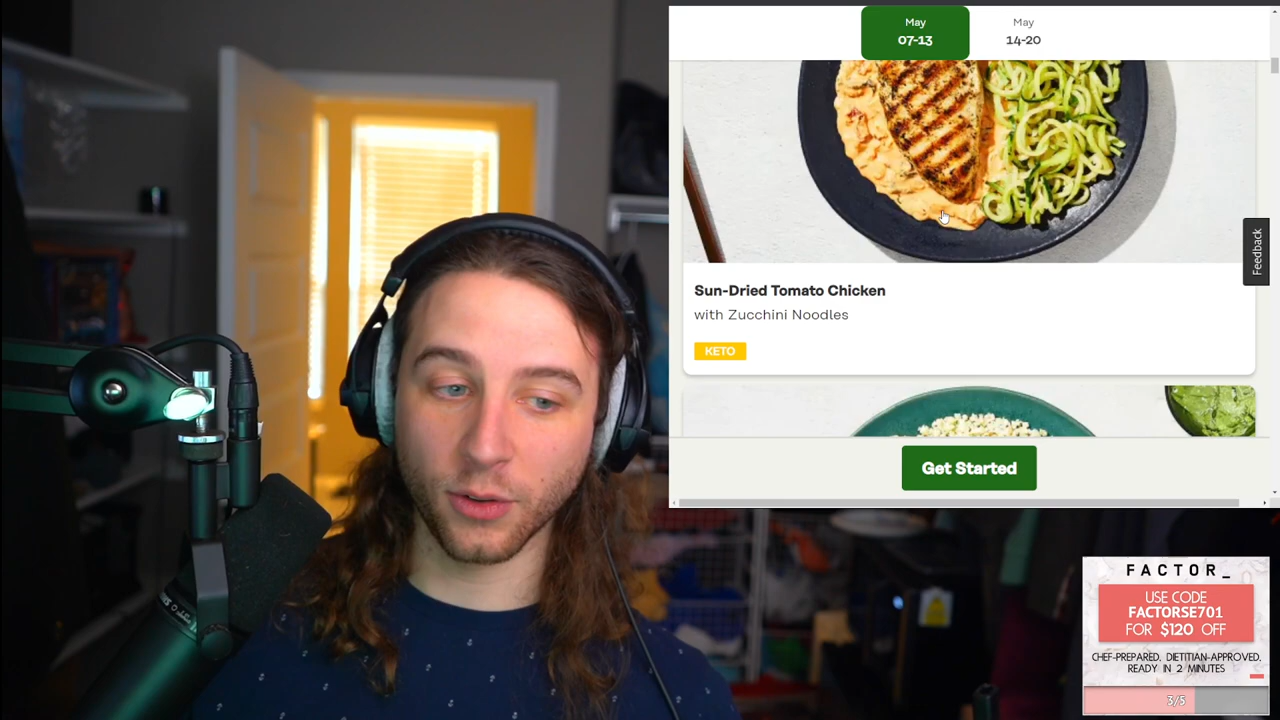 May
07-13
May
14-20
Feedback
Sun-Dried Tomato Chicken
with Zucchini Noodles
KETO
Get Started
FACTOR_
USE CODE
FACTORSE701
FOR $120 OFF
CHEF-PREPARED. DIETITIAN-APPROVED.
READY IN 2 MINUTES
3/5